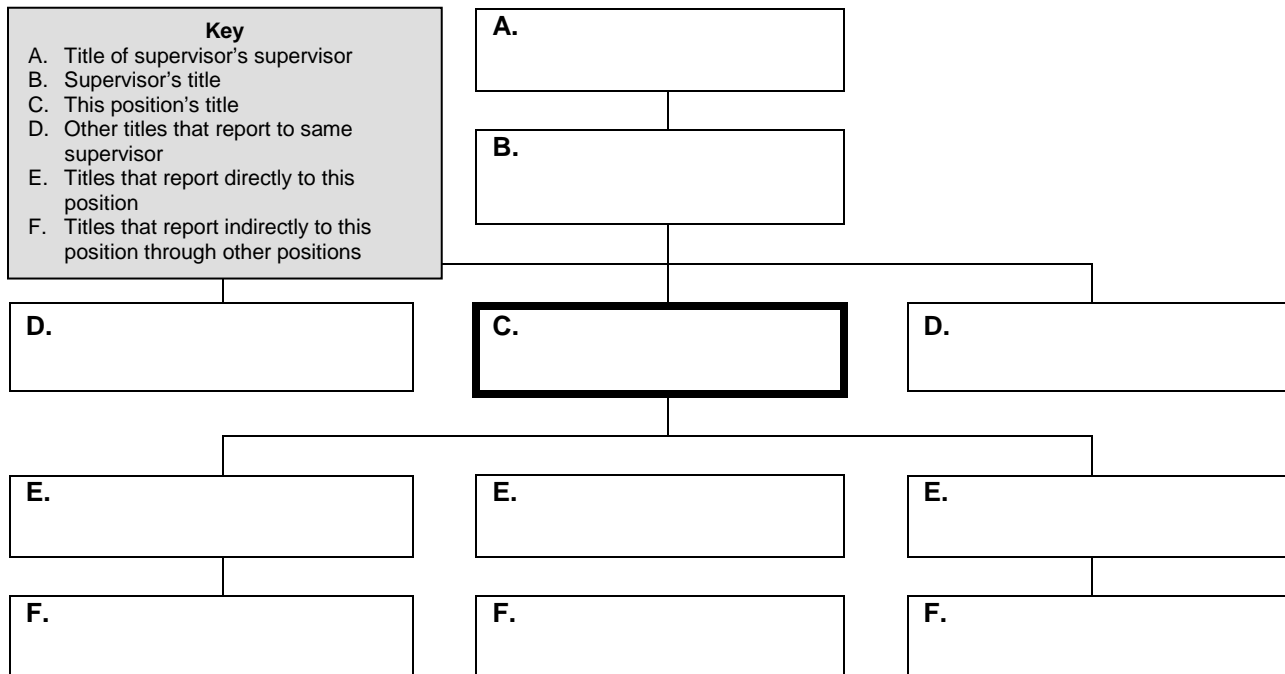 Key
A. Title of supervisor’s supervisor
B. Supervisor’s title
C. This position’s title
D. Other titles that report to same
supervisor
E. Titles that report directly to this
position
F. Titles that report indirectly to this
position through other positions
A.
B.
D.
C.
D.
E.
E.
E.
F.
F.
F.